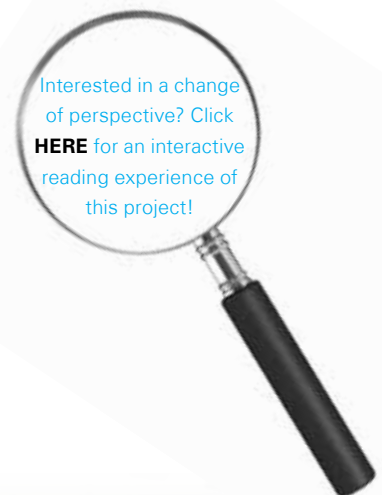 Interested in a change
of perspective? Click
HERE for an interactive
reading experience of
this project!